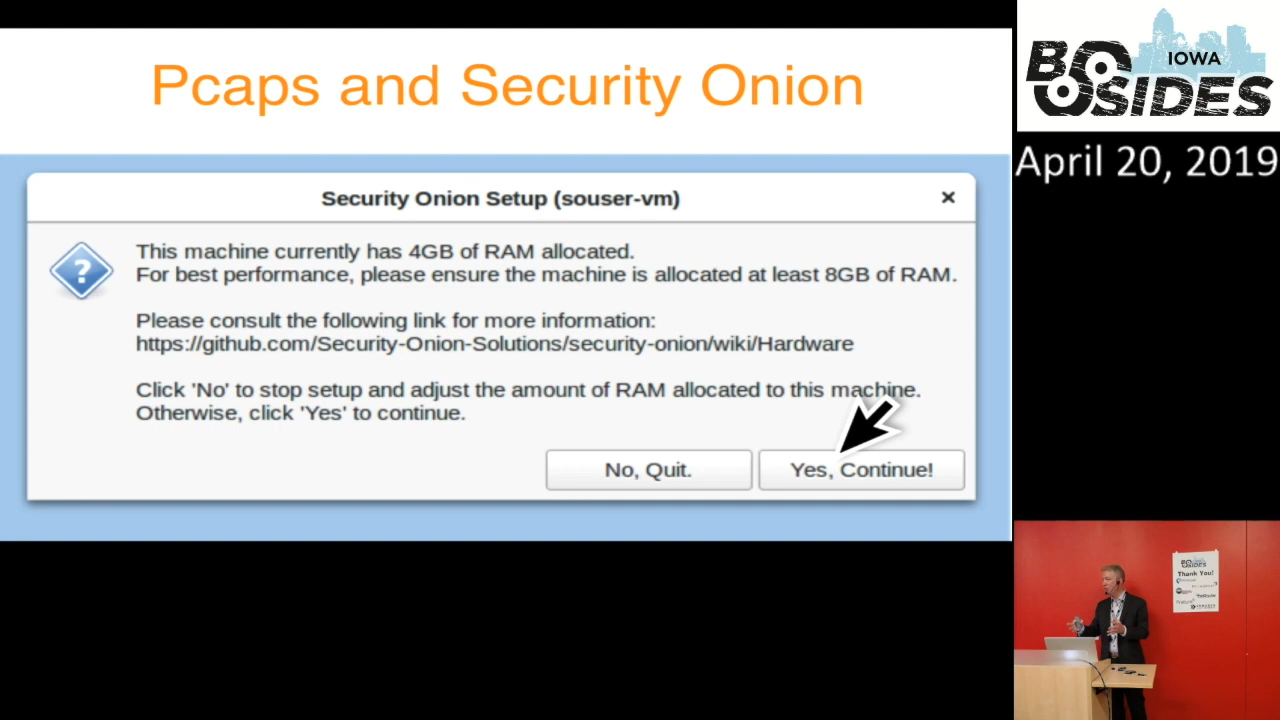 Pcaps and Security Onion
Security Onion Setup (souser-vm)
This machine currently has 4GB of RAM allocated.
For best performance, please ensure the machine is allocated at least 8GB of RAM.
Please consult the following link for more information:
https://github.com/Security-Onion-Solutions/security-onion/wiki/Hardware
Click 'No' to stop setup and adjust the amount of RAM allocated to this machine.
Otherwise, click 'Yes' to continue.
No, Quit.
Yes, Continue!
BSIDES
IOWA
April 20, 2019
BSIDES
Thank You!